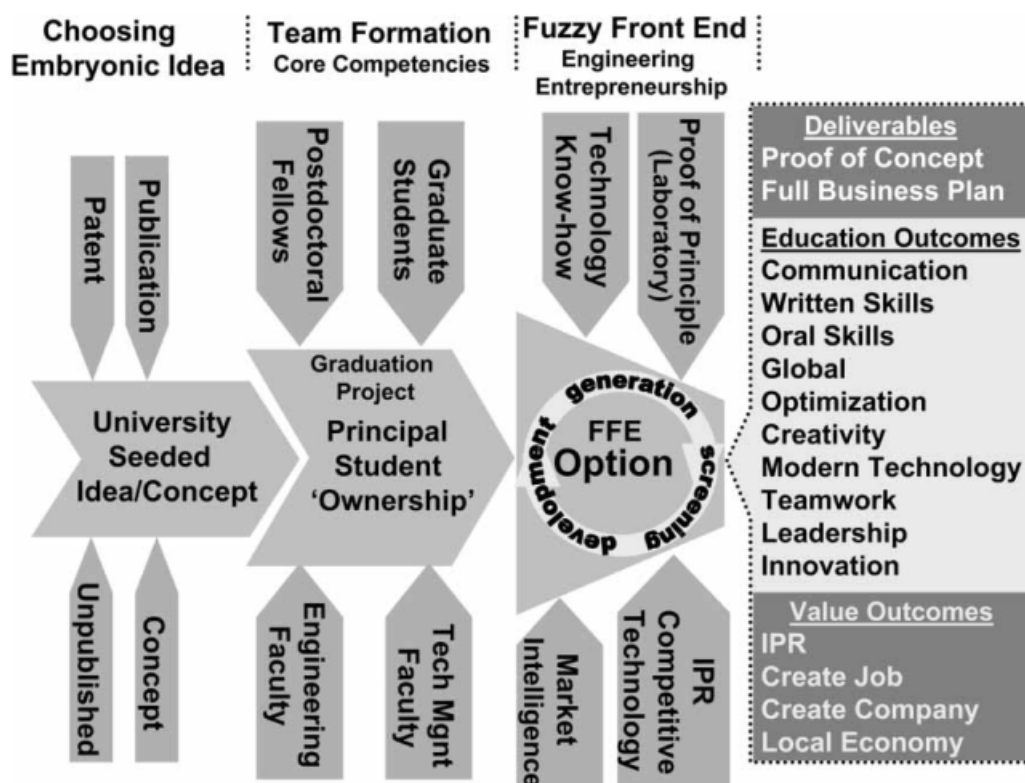 Choosing
Embryonic Idea
Team Formation
Core Competencies
Fuzzy Front End
Engineering
Entrepreneurship
Patent
Publication
Postdoctoral
Fellows
Graduate
Students
Technology
Know-how
Proof of Principle
(Laboratory)
University
Seeded
Idea/Concept
Graduation
Project
Principal
Student
‘Ownership’
generation
screening
development
FFE
Option
Unpublished
Concept
Engineering
Faculty
Tech Mgnt
Faculty
Market
Intelligence
IPR
Competitive
Technology
Deliverables
Proof of Concept
Full Business Plan
Education Outcomes
Communication
Written Skills
Oral Skills
Global
Optimization
Creativity
Modern Technology
Teamwork
Leadership
Innovation
Value Outcomes
IPR
Create Job
Create Company
Local Economy